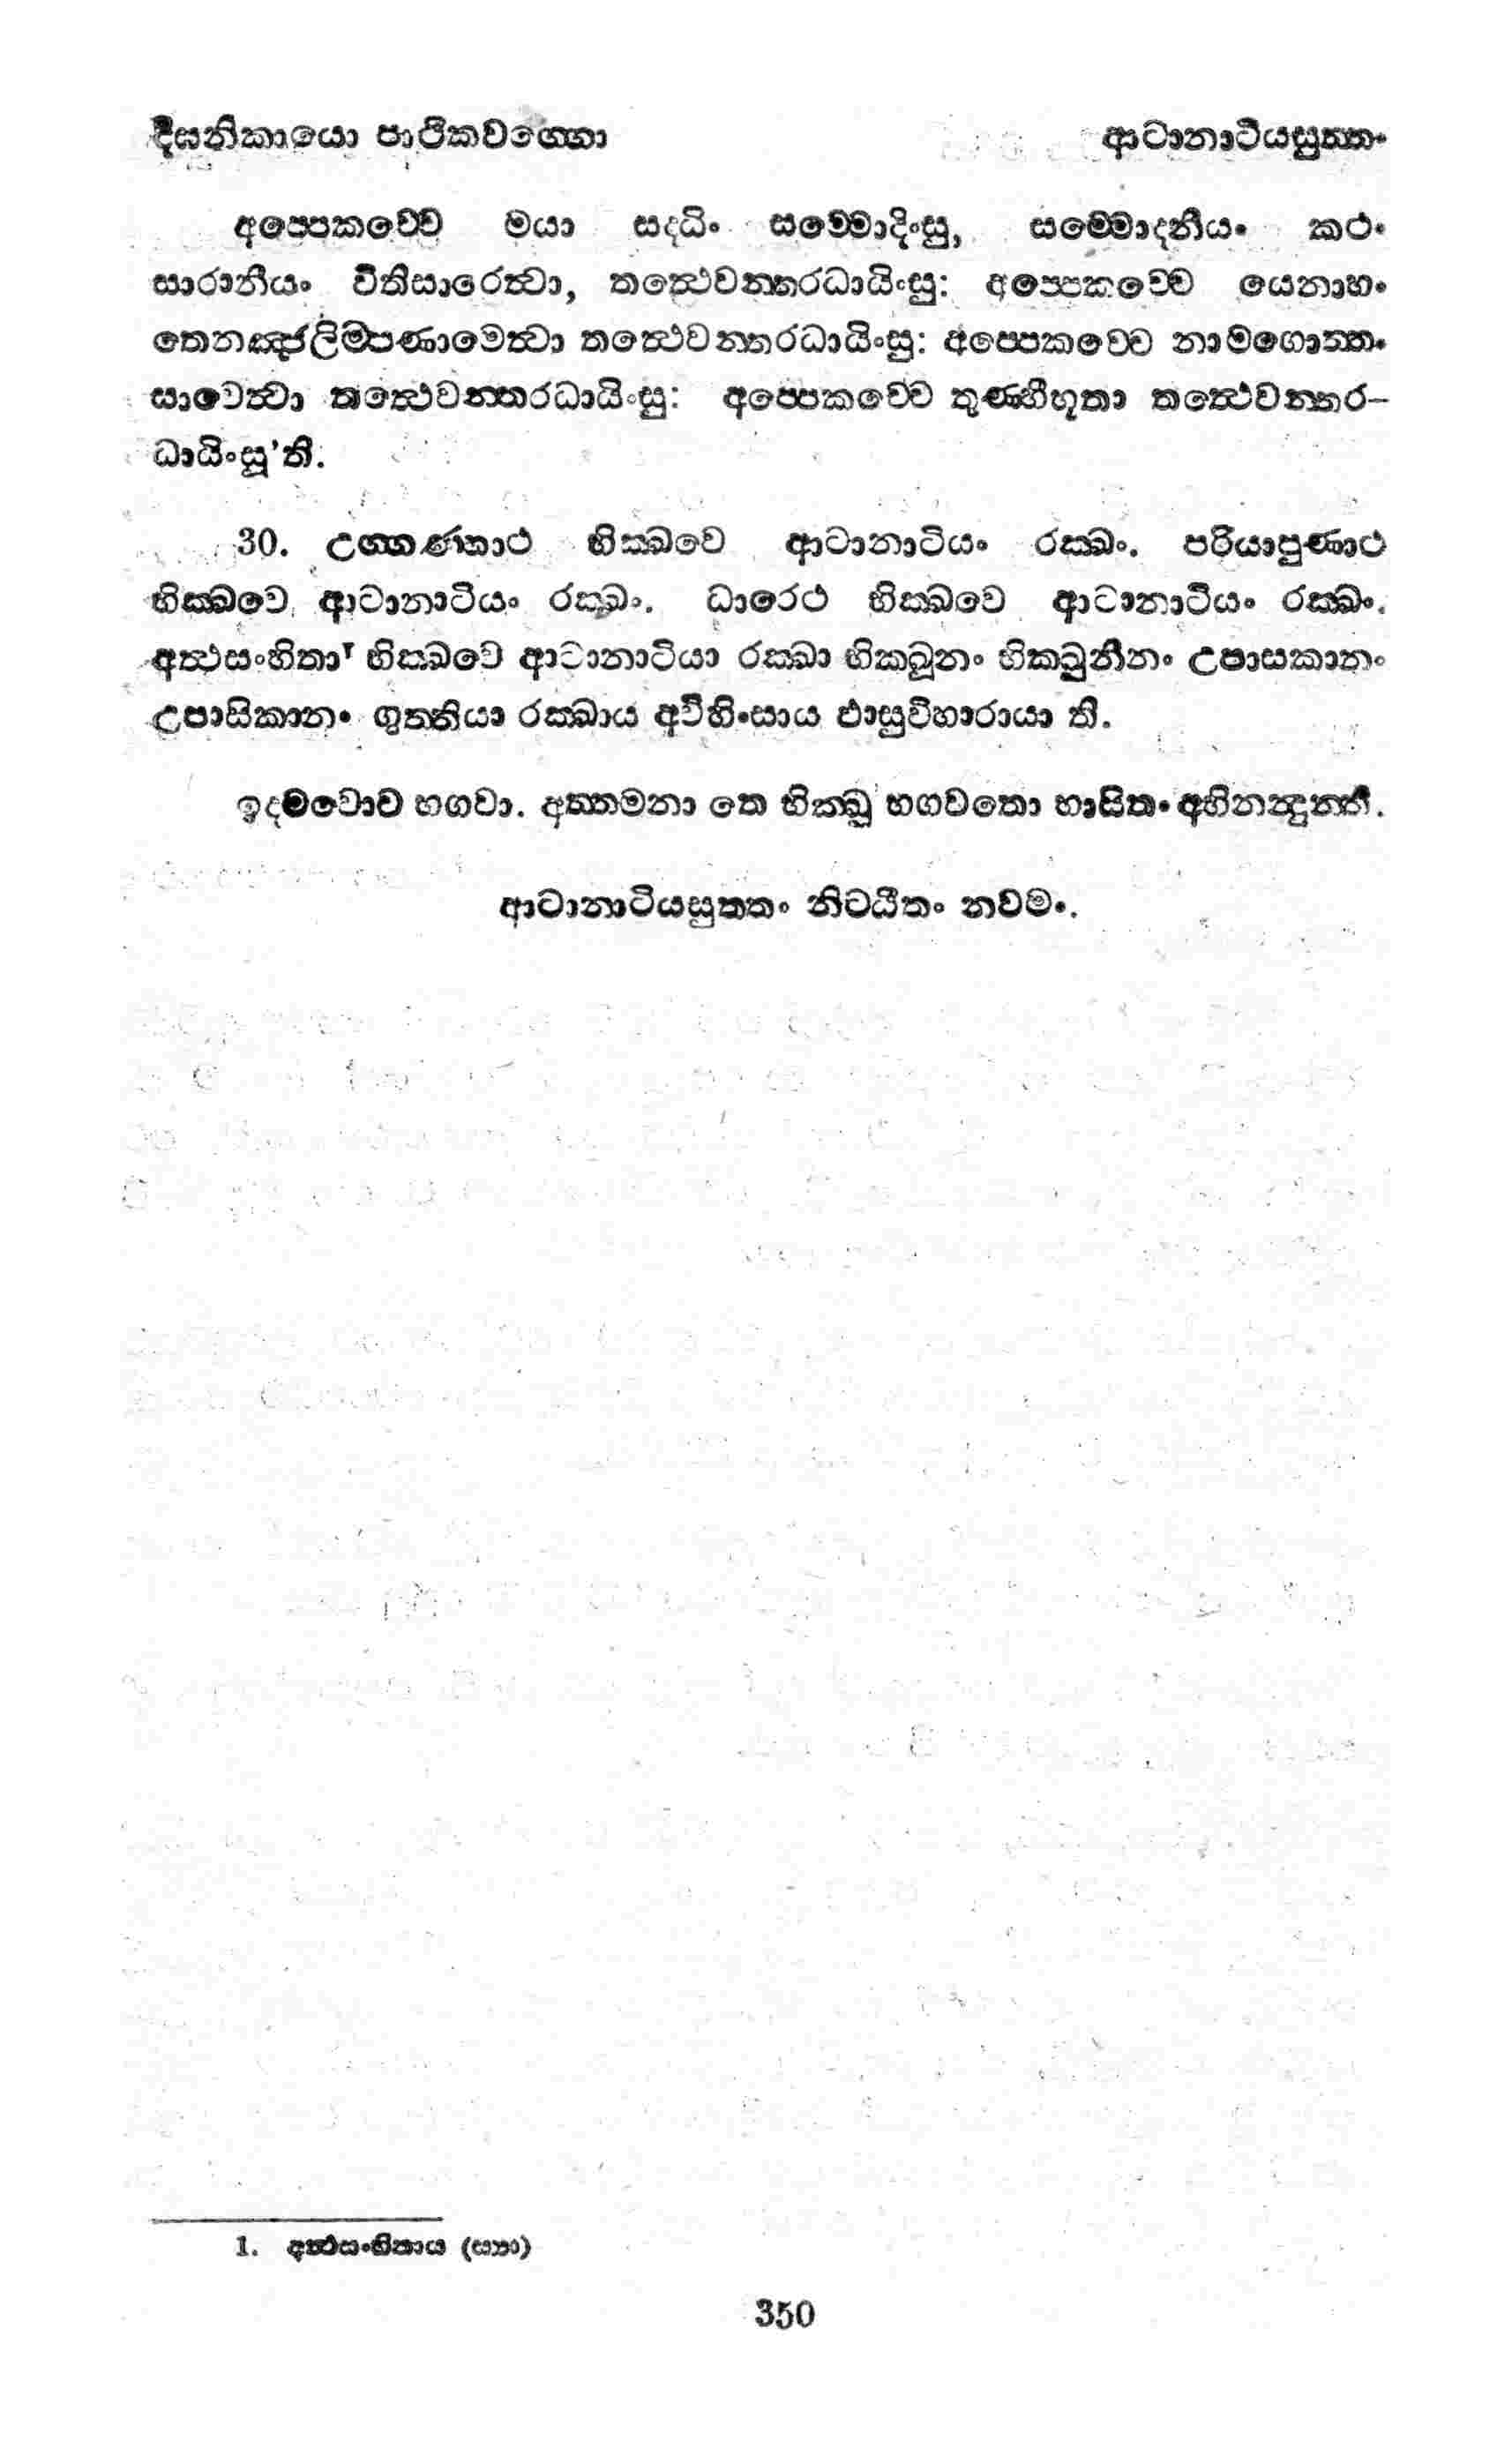 දීඝනිකායො පාථිකවග්ගො ආටානාටියසුත්තං
අප්පෙකච්චෙ මයා සද්ධිං සම්මොදිංසු, සම්මොදනීයං කථං
සාරානීයං වීතිසාරෙත්වා, තත්ථෙවන්තරධායිංසු: අප්පෙකච්චෙ යෙනාහං
තෙනඤ්ජලිම්පණාමෙත්වා තත්ථෙවන්තරධායිංසු: අප්පෙකච්චෙ නාමගොත්තං
සාවෙත්වා තත්ථෙවන්තරධායිංසු: අප්පෙකච්චෙ තුණ්හීභූතා තත්ථෙවන්තර-
ධායිංසූ'ති.
30. උග්ගණ්හාථ භික්ඛවෙ ආටානාටියං රක්ඛං. පරියාපුණාථ
භික්ඛවෙ ආටානාටියං රක්ඛං. ධාරෙථ භික්ඛවෙ ආටානාටියං රක්ඛං.
අත්ථසංහිතා¹ භික්ඛවෙ ආටානාටියා රක්ඛා භික්ඛූනං භික්ඛුනීනං උපාසකානං
උපාසිකානං ගුත්තියා රක්ඛාය අවිහිංසාය ඵාසුවිහාරායා ති.
ඉදමවොච භගවා. අත්තමනා තෙ භික්ඛූ භගවතො භාසිතං අභිනන්දුන්ති.
ආටානාටියසුත්තං නිට්ඨිතං නවමං.
1. අත්ථසංහිතාය (ස්‍යා)
350